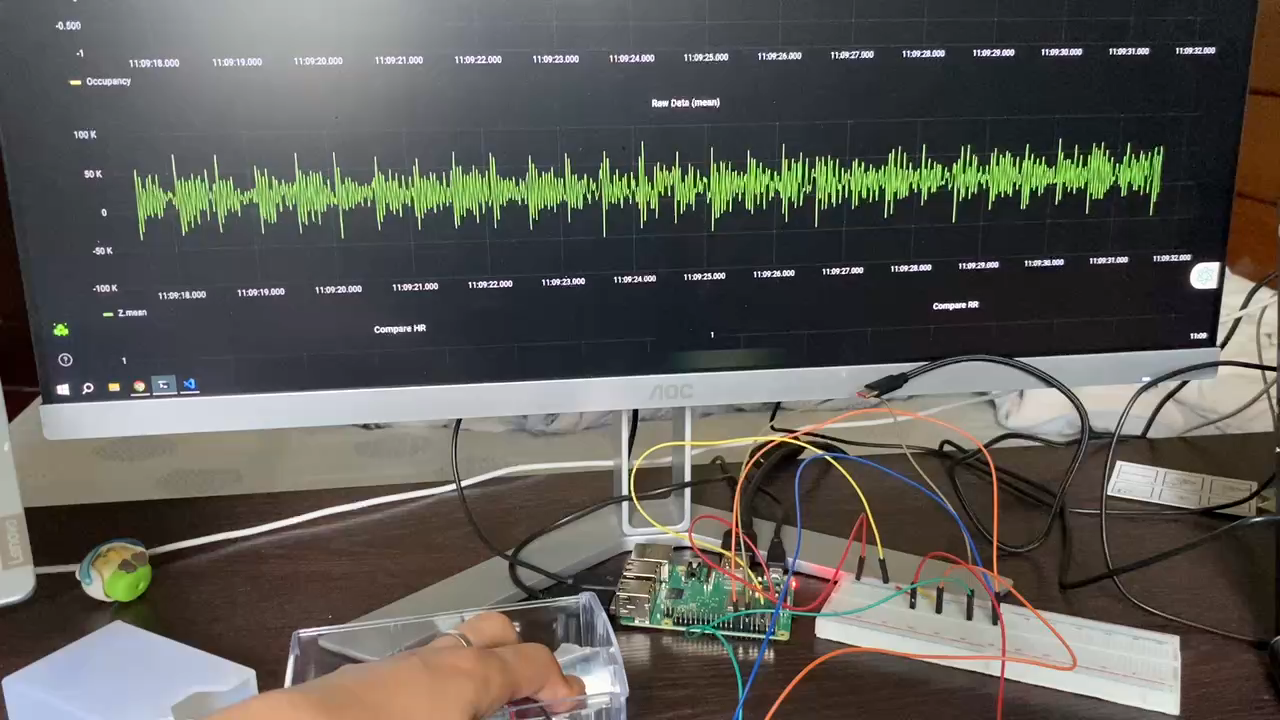 -0.500
-1
11:09:18.000 11:09:19.000 11:09:20.000 11:09:21.000 11:09:22.000 11:09:23.000 11:09:24.000 11:09:25.000 11:09:26.000 11:09:27.000 11:09:28.000 11:09:29.000 11:09:30.000 11:09:31.000 11:09:32.000
Occupancy
Raw Data (mean)
100 K
50 K
0
-50 K
-100 K
11:09:18.000 11:09:19.000 11:09:20.000 11:09:21.000 11:09:22.000 11:09:23.000 11:09:24.000 11:09:25.000 11:09:26.000 11:09:27.000 11:09:28.000 11:09:29.000 11:09:30.000 11:09:31.000 11:09:32.000
Z.mean
Compare HR
Compare RR
1
1
11:09
AOC
Lenovo